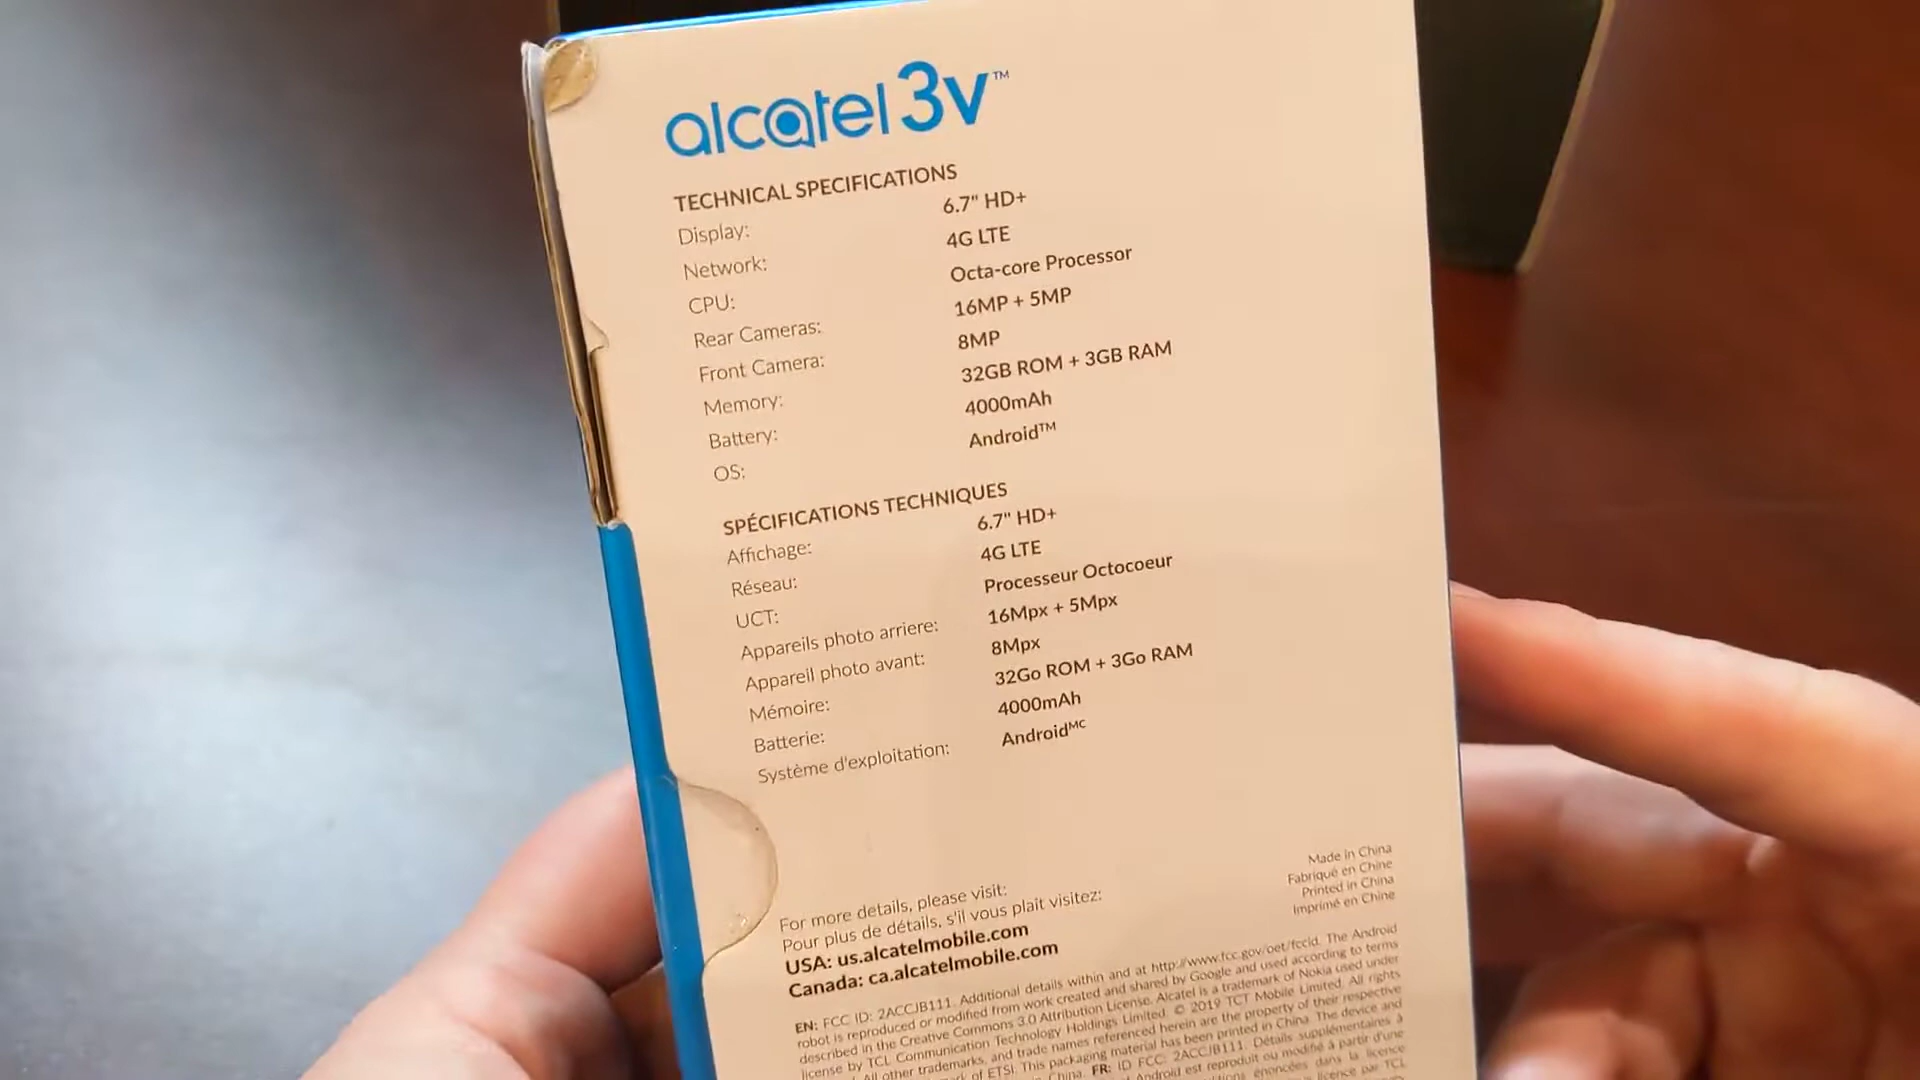 alcatel 3v™
TECHNICAL SPECIFICATIONS
Display: 6.7" HD+
Network: 4G LTE
CPU: Octa-core Processor
Rear Cameras: 16MP + 5MP
Front Camera: 8MP
Memory: 32GB ROM + 3GB RAM
Battery: 4000mAh
OS: Android™
SPÉCIFICATIONS TECHNIQUES
Affichage: 6.7" HD+
Réseau: 4G LTE
UCT: Processeur Octocoeur
Appareils photo arriere: 16Mpx + 5Mpx
Appareil photo avant: 8Mpx
Mémoire: 32Go ROM + 3Go RAM
Batterie: 4000mAh
Système d'exploitation: Androidᴹᶜ
Made in China
Fabriqué en Chine
Printed in China
Imprimé en Chine
For more details, please visit:
Pour plus de détails, s'il vous plait visitez:
USA: us.alcatelmobile.com
Canada: ca.alcatelmobile.com
EN: FCC ID: 2ACCJB111. Additional details within and at http://www.fcc.gov/oet/fccid. The Android
robot is reproduced or modified from work created and shared by Google and used according to terms
described in the Creative Commons 3.0 Attribution License. Alcatel is a trademark of Nokia used under
license by TCL Communication Technology Holdings Limited. © 2019 TCT Mobile Limited. All rights
All other trademarks, and trade names referenced herein are the property of their respective
of ETSI. This packaging material has been printed in China. The device and
China. FR: ID FCC: 2ACCJB111. Détails supplémentaires à
Android est reproduit ou modifié à partir d'une
énoncées dans la licence
licence par TCL